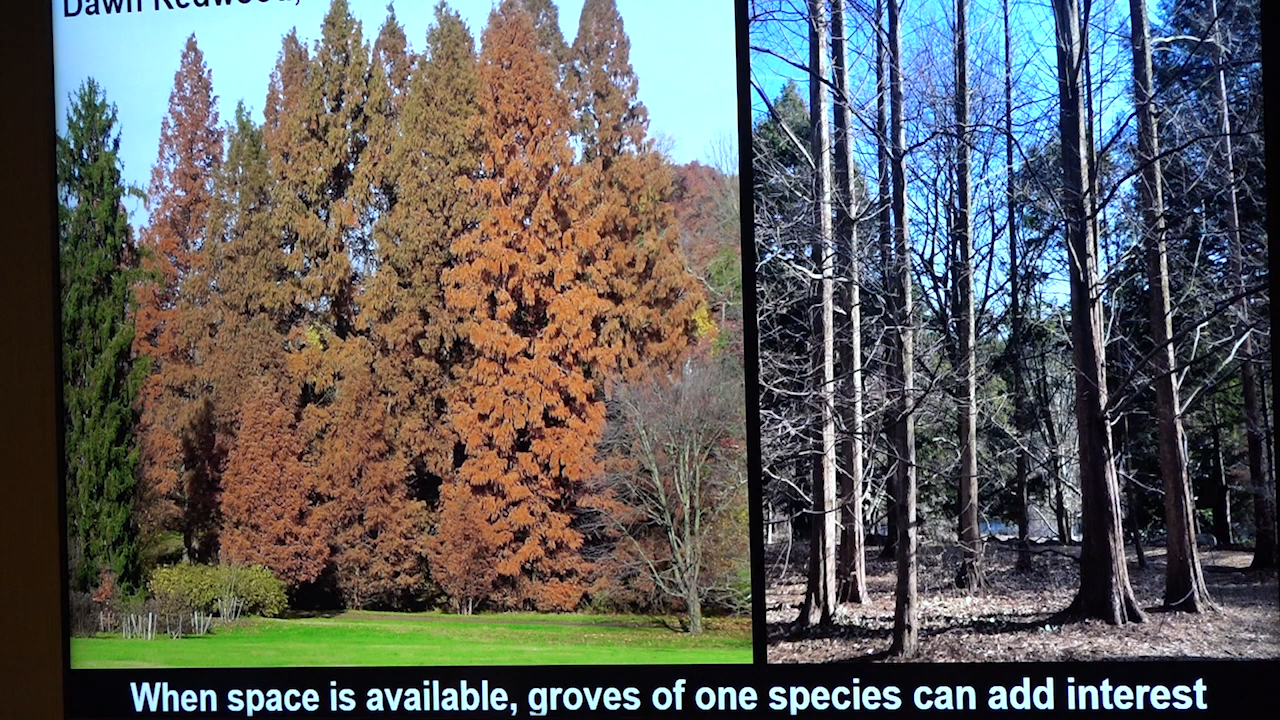 Dawn Redwood,
When space is available, groves of one species can add interest